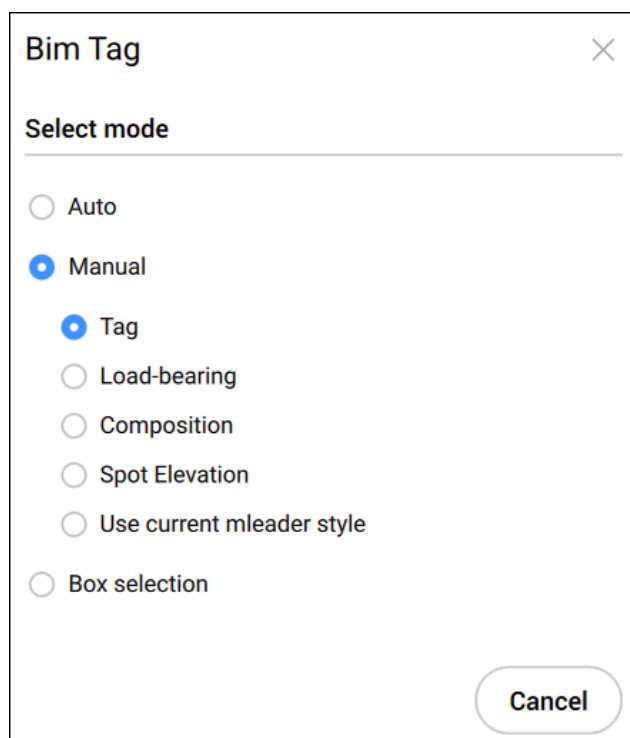 Bim Tag
Select mode
Auto
Manual
Tag
Load-bearing
Composition
Spot Elevation
Use current mleader style
Box selection
Cancel